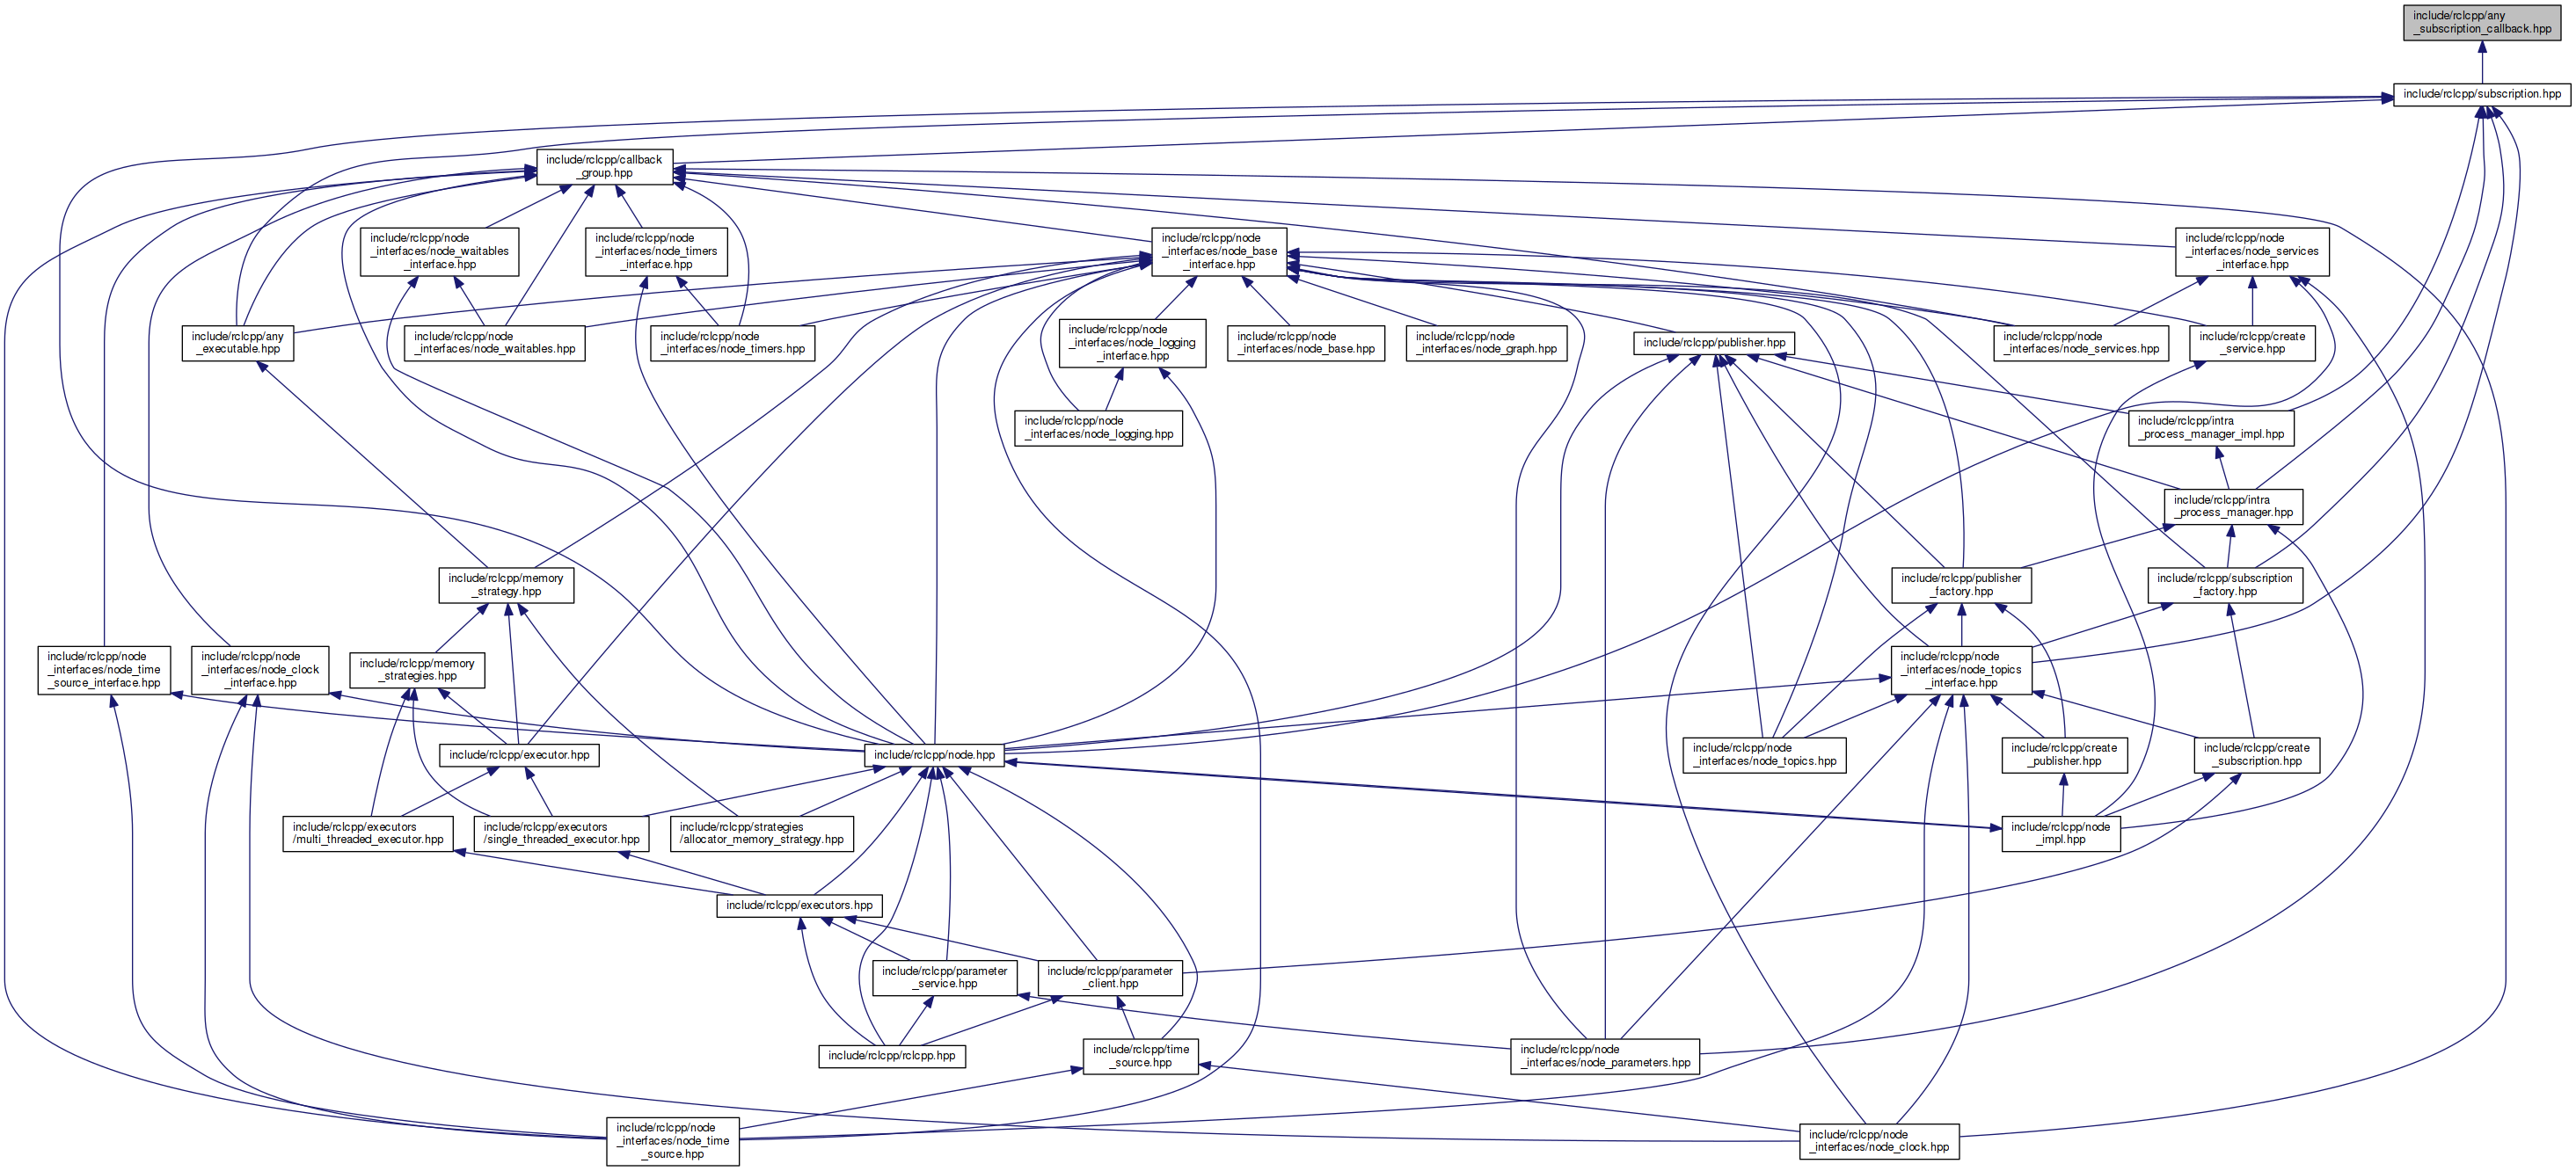 include/rclcpp/any
_subscription_callback.hpp
include/rclcpp/subscription.hpp
include/rclcpp/callback
_group.hpp
include/rclcpp/node
_interfaces/node_waitables
_interface.hpp
include/rclcpp/node
_interfaces/node_timers
_interface.hpp
include/rclcpp/node
_interfaces/node_base
_interface.hpp
include/rclcpp/node
_interfaces/node_services
_interface.hpp
include/rclcpp/any
_executable.hpp
include/rclcpp/node
_interfaces/node_waitables.hpp
include/rclcpp/node
_interfaces/node_timers.hpp
include/rclcpp/node
_interfaces/node_logging
_interface.hpp
include/rclcpp/node
_interfaces/node_base.hpp
include/rclcpp/node
_interfaces/node_graph.hpp
include/rclcpp/publisher.hpp
include/rclcpp/node
_interfaces/node_services.hpp
include/rclcpp/create
_service.hpp
include/rclcpp/node
_interfaces/node_logging.hpp
include/rclcpp/intra
_process_manager_impl.hpp
include/rclcpp/intra
_process_manager.hpp
include/rclcpp/memory
_strategy.hpp
include/rclcpp/publisher
_factory.hpp
include/rclcpp/subscription
_factory.hpp
include/rclcpp/node
_interfaces/node_time
_source_interface.hpp
include/rclcpp/node
_interfaces/node_clock
_interface.hpp
include/rclcpp/memory
_strategies.hpp
include/rclcpp/node
_interfaces/node_topics
_interface.hpp
include/rclcpp/executor.hpp
include/rclcpp/node.hpp
include/rclcpp/node
_interfaces/node_topics.hpp
include/rclcpp/create
_publisher.hpp
include/rclcpp/create
_subscription.hpp
include/rclcpp/executors
/multi_threaded_executor.hpp
include/rclcpp/executors
/single_threaded_executor.hpp
include/rclcpp/strategies
/allocator_memory_strategy.hpp
include/rclcpp/node
_impl.hpp
include/rclcpp/executors.hpp
include/rclcpp/parameter
_service.hpp
include/rclcpp/parameter
_client.hpp
include/rclcpp/rclcpp.hpp
include/rclcpp/time
_source.hpp
include/rclcpp/node
_interfaces/node_parameters.hpp
include/rclcpp/node
_interfaces/node_time
_source.hpp
include/rclcpp/node
_interfaces/node_clock.hpp